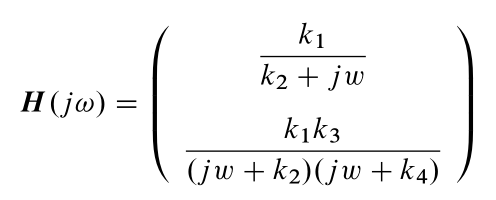 H(jω) = ( k₁ / (k₂ + jw)
k₁k₃ / ((jw + k₂)(jw + k₄)) )